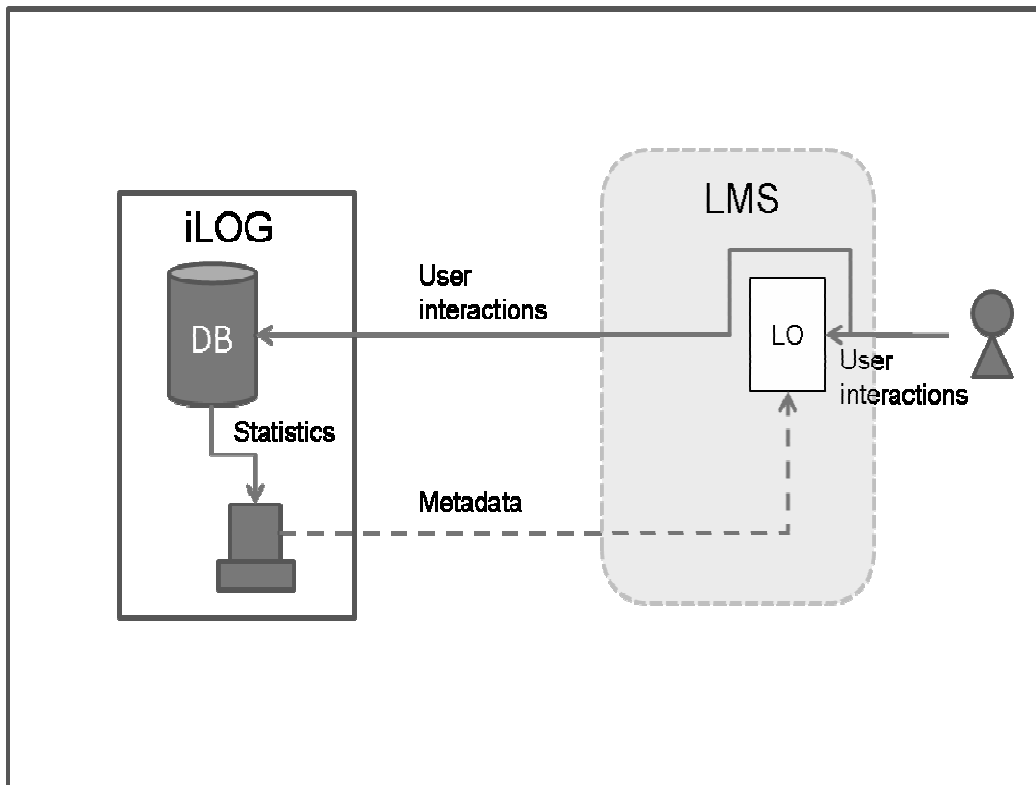 LMS
iLOG
User
interactions
DB
LO
User
interactions
Statistics
Metadata